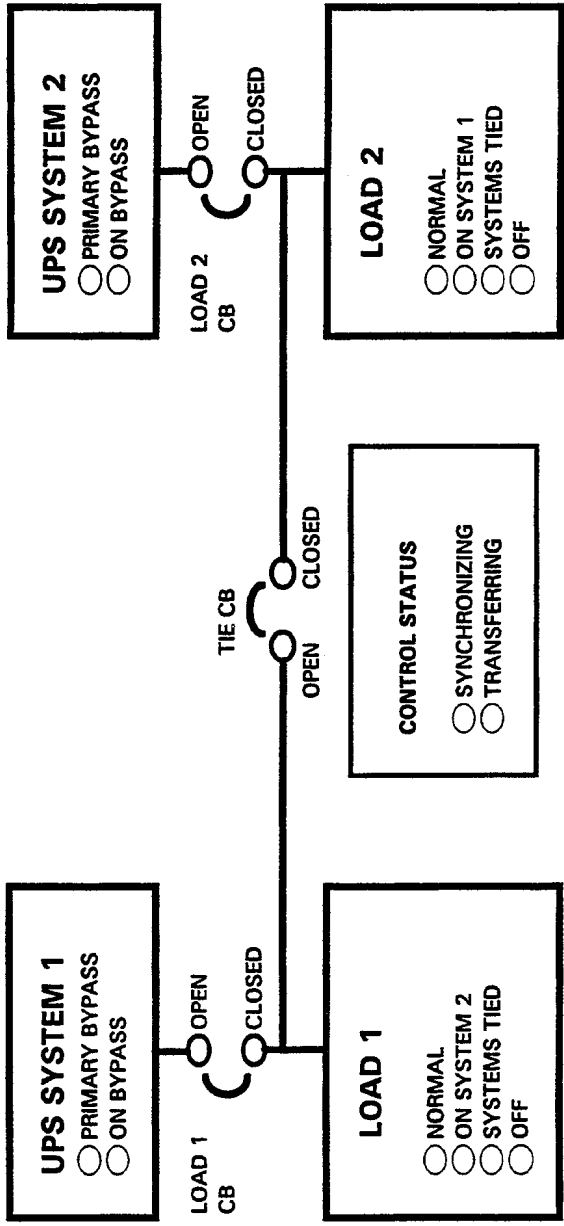 UPS SYSTEM 1
PRIMARY BYPASS
ON BYPASS
LOAD 1
CB
OPEN
CLOSED
LOAD 1
NORMAL
ON SYSTEM 2
SYSTEMS TIED
OFF
TIE CB
OPEN
CLOSED
CONTROL STATUS
SYNCHRONIZING
TRANSFERRING
UPS SYSTEM 2
PRIMARY BYPASS
ON BYPASS
LOAD 2
CB
OPEN
CLOSED
LOAD 2
NORMAL
ON SYSTEM 1
SYSTEMS TIED
OFF